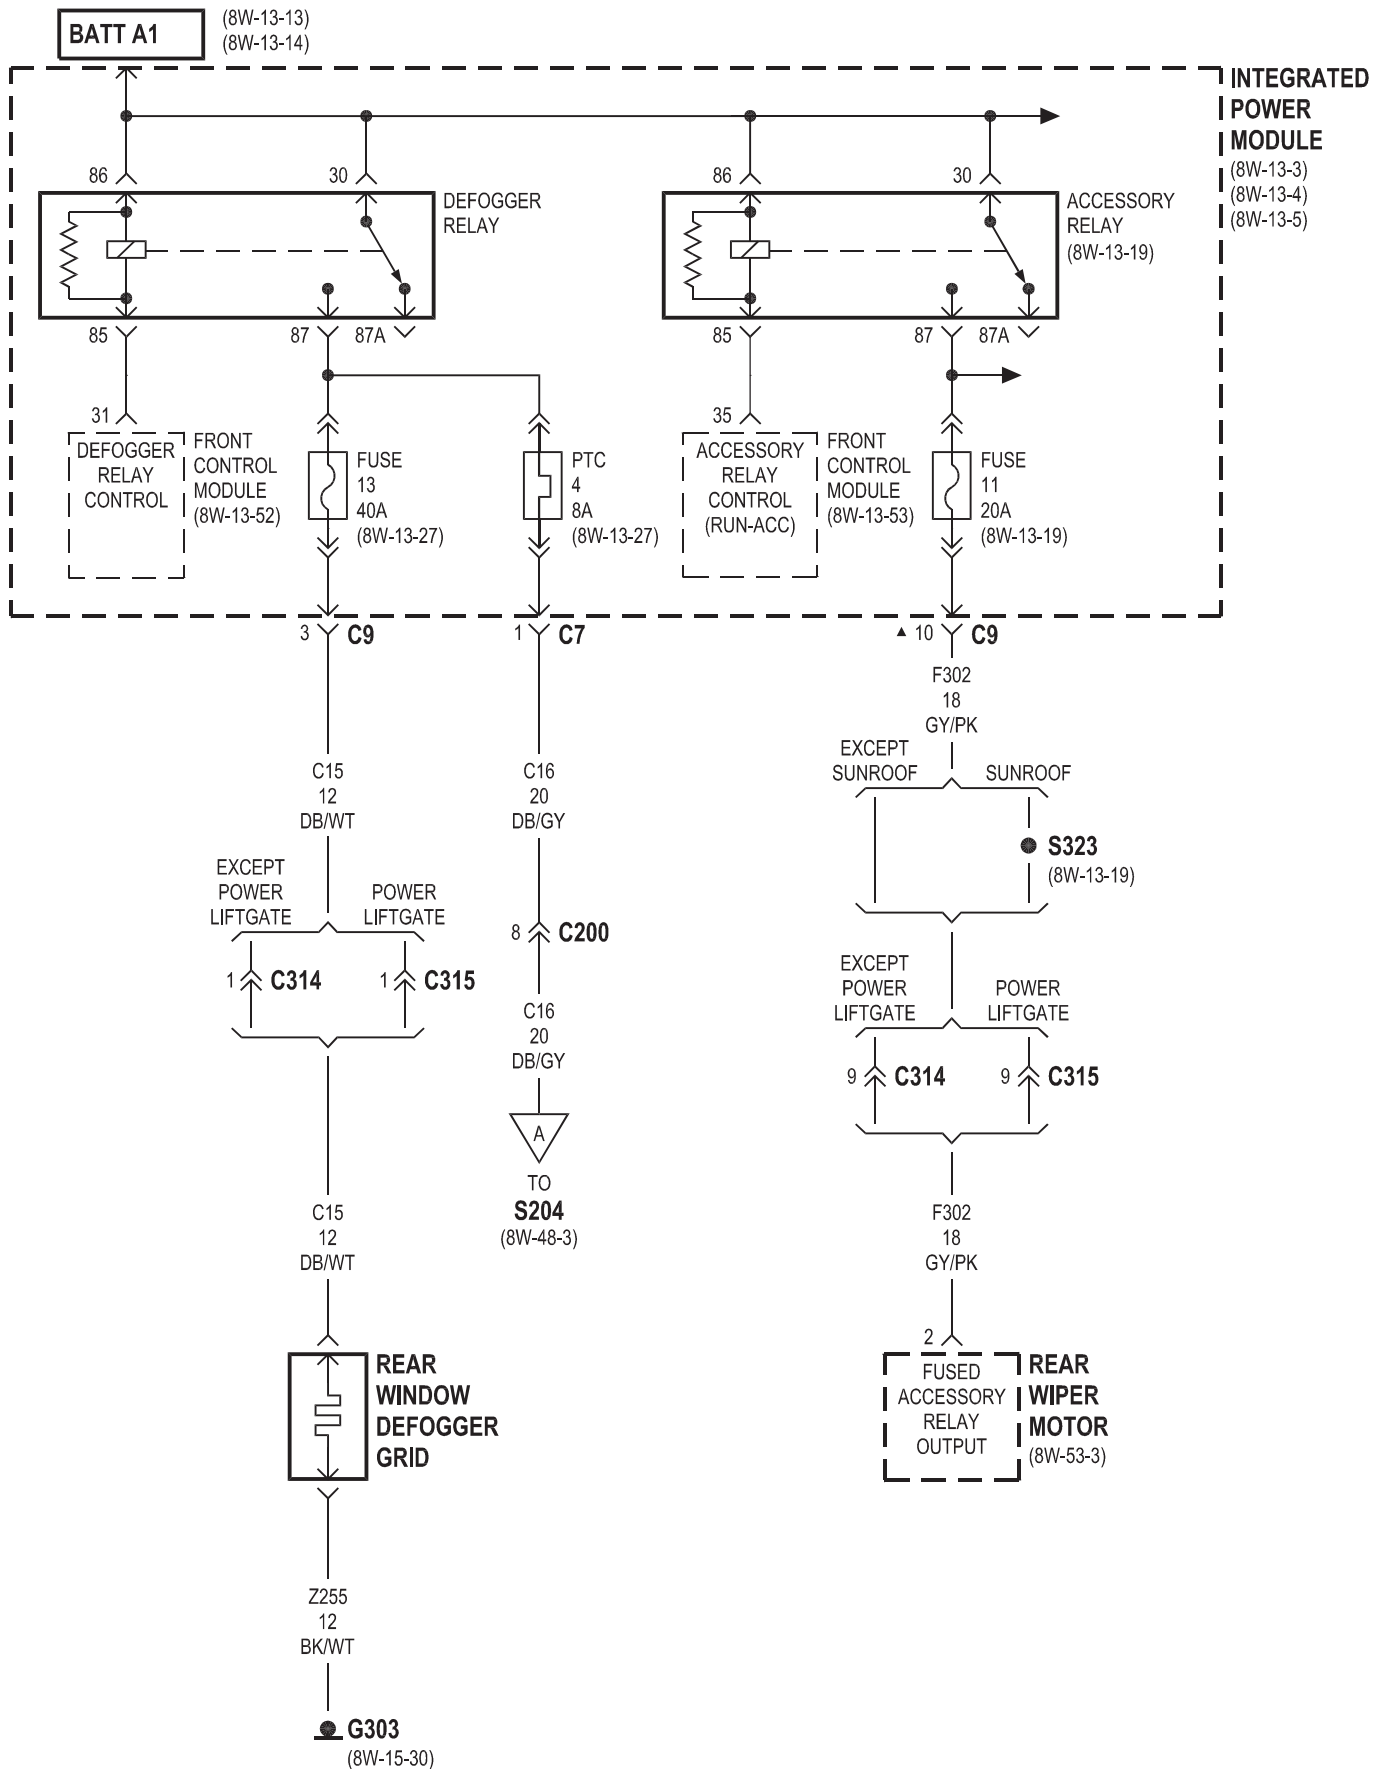 BATT A1
(8W-13-13)
(8W-13-14)
INTEGRATED
POWER
MODULE
(8W-13-3)
(8W-13-4)
(8W-13-5)
86
30
DEFOGGER
RELAY
86
30
ACCESSORY
RELAY
(8W-13-19)
85
87
87A
85
87
87A
31
DEFOGGER
RELAY
CONTROL
FRONT
CONTROL
MODULE
(8W-13-52)
FUSE
13
40A
(8W-13-27)
PTC
4
8A
(8W-13-27)
35
ACCESSORY
RELAY
CONTROL
(RUN-ACC)
FRONT
CONTROL
MODULE
(8W-13-53)
FUSE
11
20A
(8W-13-19)
3
C9
1
C7
▲ 10
C9
F302
18
GY/PK
EXCEPT
SUNROOF
SUNROOF
C15
12
DB/WT
C16
20
DB/GY
S323
(8W-13-19)
EXCEPT
POWER
LIFTGATE
POWER
LIFTGATE
8
C200
1
C314
1
C315
EXCEPT
POWER
LIFTGATE
POWER
LIFTGATE
C16
20
DB/GY
9
C314
9
C315
A
TO
S204
(8W-48-3)
C15
12
DB/WT
F302
18
GY/PK
2
REAR
WINDOW
DEFOGGER
GRID
FUSED
ACCESSORY
RELAY
OUTPUT
REAR
WIPER
MOTOR
(8W-53-3)
Z255
12
BK/WT
G303
(8W-15-30)